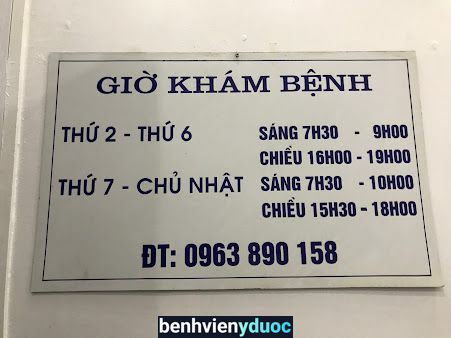 GIỜ KHÁM BỆNH
THỨ 2 - THỨ 6 SÁNG 7H30 - 9H00
CHIỀU 16H00 - 19H00
THỨ 7 - CHỦ NHẬT SÁNG 7H30 - 10H00
CHIỀU 15H30 - 18H00
ĐT: 0963 890 158
benhvienyduoc